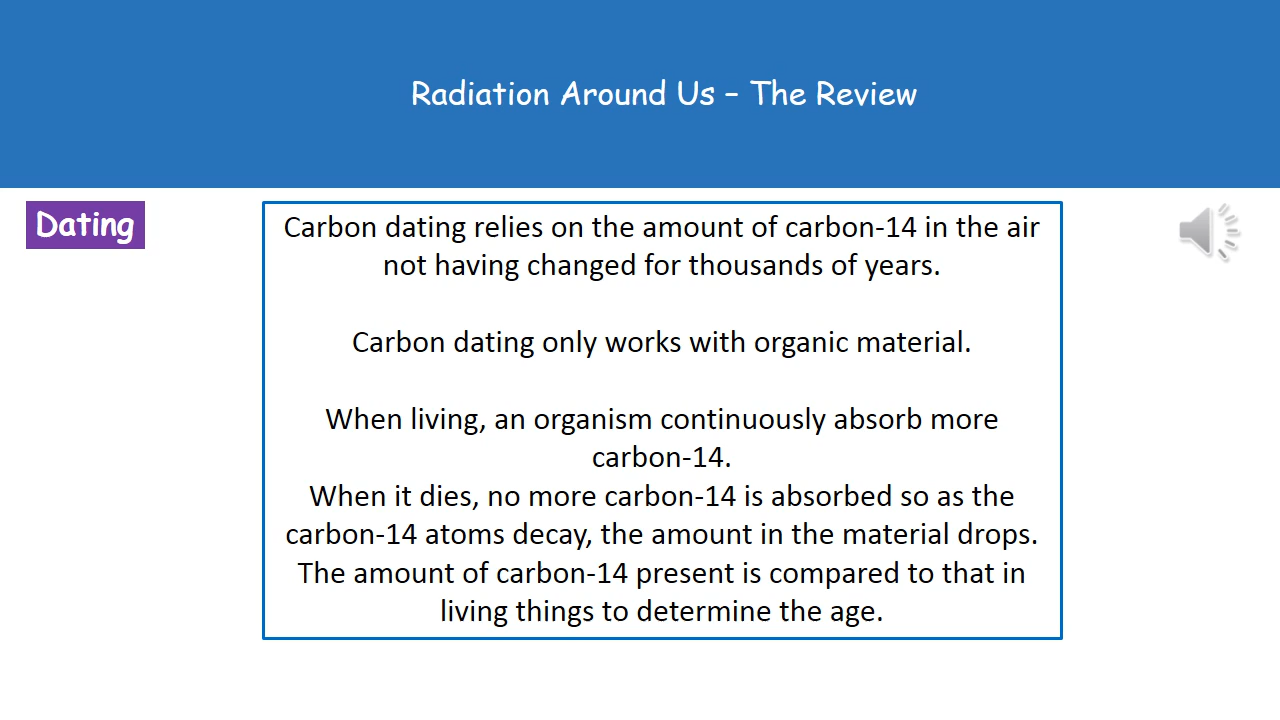 Radiation Around Us – The Review
Dating
Carbon dating relies on the amount of carbon-14 in the air
not having changed for thousands of years.
Carbon dating only works with organic material.
When living, an organism continuously absorb more
carbon-14.
When it dies, no more carbon-14 is absorbed so as the
carbon-14 atoms decay, the amount in the material drops.
The amount of carbon-14 present is compared to that in
living things to determine the age.